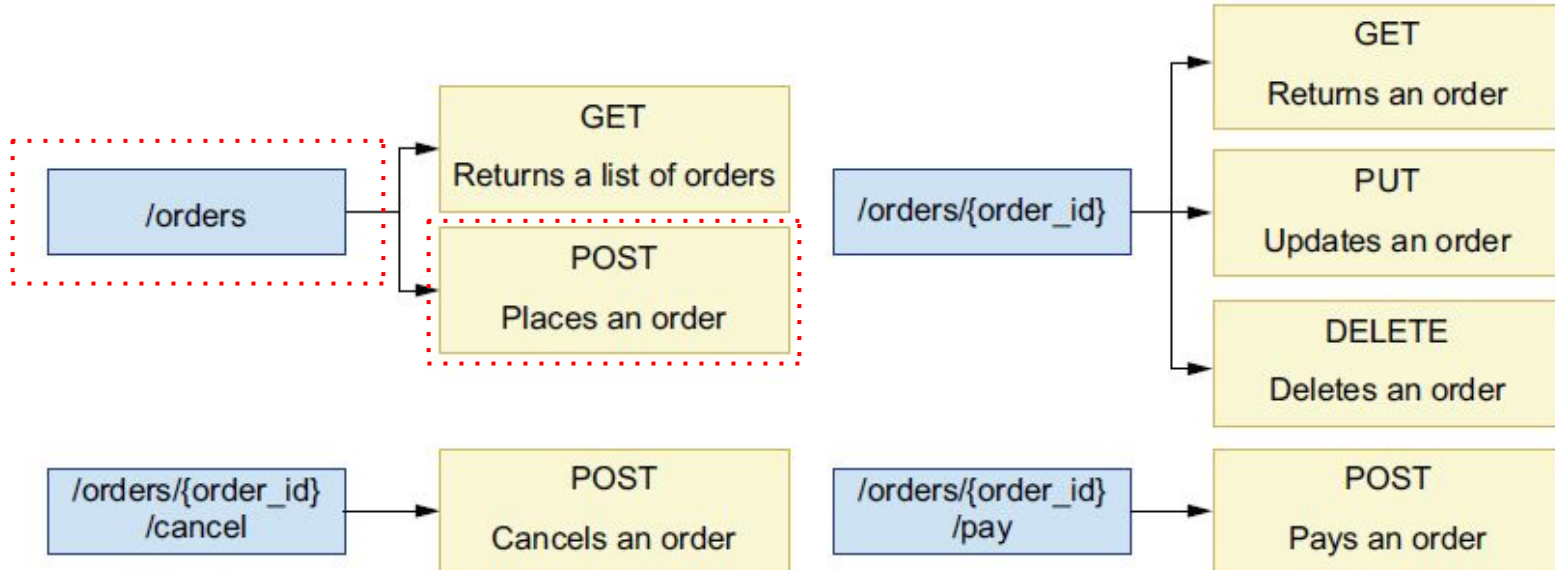 /orders
GET
Returns a list of orders
POST
Places an order
/orders/{order_id}
GET
Returns an order
PUT
Updates an order
DELETE
Deletes an order
/orders/{order_id}
/cancel
POST
Cancels an order
/orders/{order_id}
/pay
POST
Pays an order